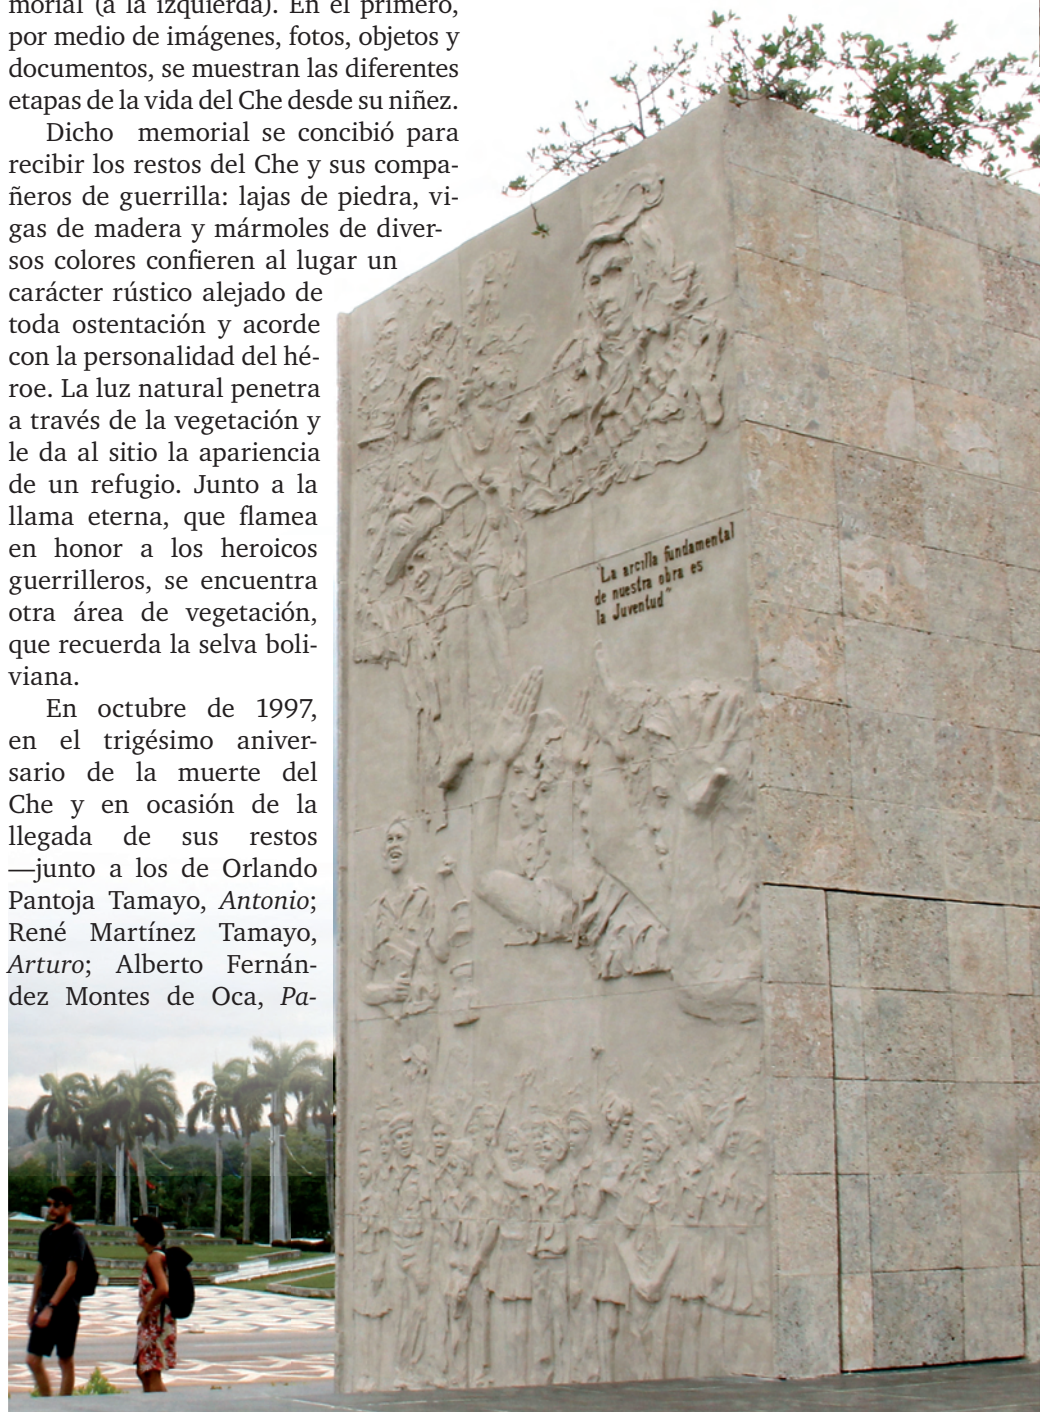 morial (a la izquierda). En el primero,
por medio de imágenes, fotos, objetos y
documentos, se muestran las diferentes
etapas de la vida del Che desde su niñez.
Dicho memorial se concibió para
recibir los restos del Che y sus compa-
ñeros de guerrilla: lajas de piedra, vi-
gas de madera y mármoles de diver-
sos colores confieren al lugar un
carácter rústico alejado de
toda ostentación y acorde
con la personalidad del hé-
roe. La luz natural penetra
a través de la vegetación y
le da al sitio la apariencia
de un refugio. Junto a la
llama eterna, que flamea
en honor a los heroicos
guerrilleros, se encuentra
otra área de vegetación,
que recuerda la selva boli-
viana.
En octubre de 1997,
en el trigésimo aniver-
sario de la muerte del
Che y en ocasión de la
llegada de sus restos
—junto a los de Orlando
Pantoja Tamayo, Antonio;
René Martínez Tamayo,
Arturo; Alberto Fernán-
dez Montes de Oca, Pa-
"La arcilla fundamental
de nuestra obra es
la Juventud"